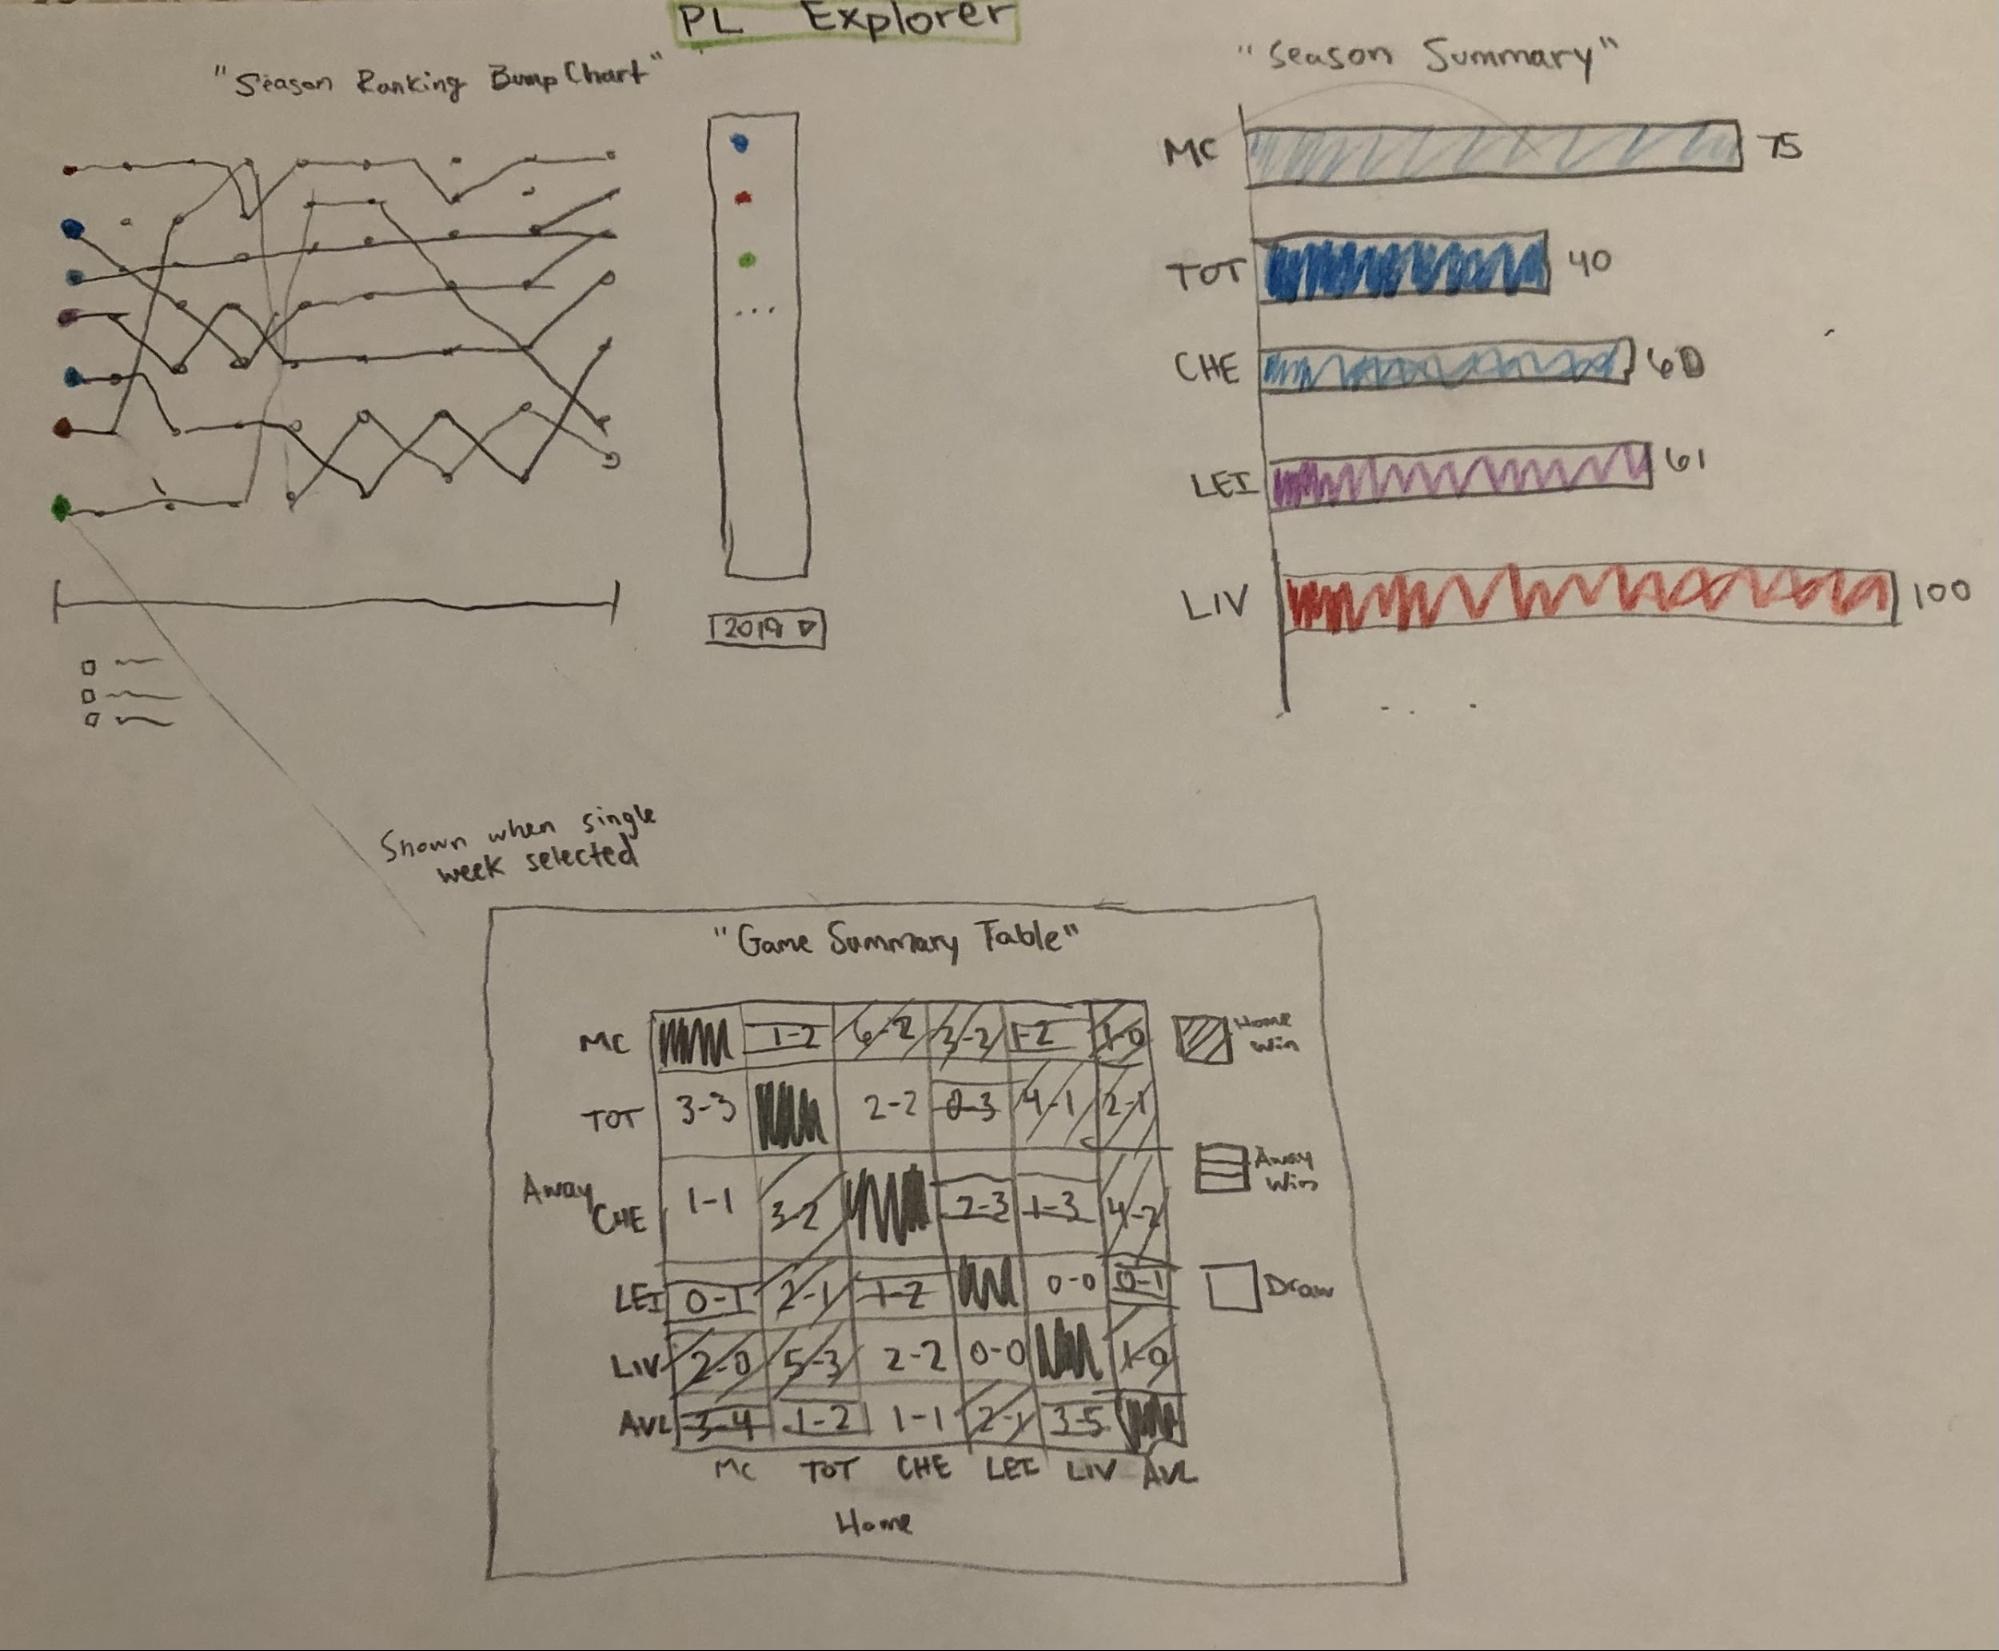 PL Explorer
"Season Ranking Bump Chart"
2019
"Season Summary"
MC 75
TOT 40
CHE 60
LEI 61
LIV 100
Shown when single
week selected
"Game Summary Table"
MC 1-2 6-2 3-2 1-2 1-0
TOT 3-3 2-2 0-3 4-1 2-1
Away
CHE 1-1 3-2 2-3 1-3 4-2
LEI 0-1 2-1 1-2 0-0 0-1
LIV 2-0 5-3 2-2 0-0 1-0
AVL 3-4 1-2 1-1 2-1 3-5
MC TOT CHE LEI LIV AVL
Home
Home
Win
Away
Win
Draw